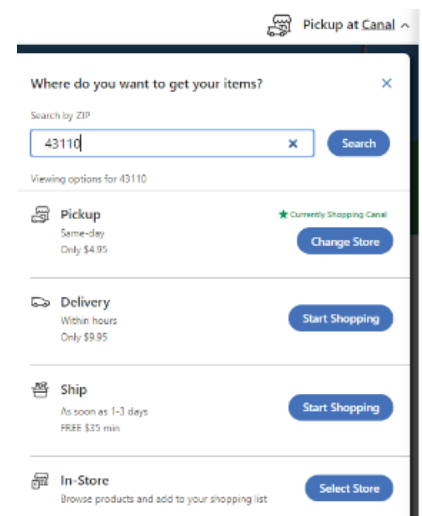 Pickup at Canal
Where do you want to get your items?
Search by ZIP
43110
Search
Viewing options for 43110
Pickup
Same-day
Only $4.95
Currently Shopping Canal
Change Store
Delivery
Within hours
Only $9.95
Start Shopping
Ship
As soon as 1-3 days
FREE $35 min
Start Shopping
In-Store
Browse products and add to your shopping list
Select Store